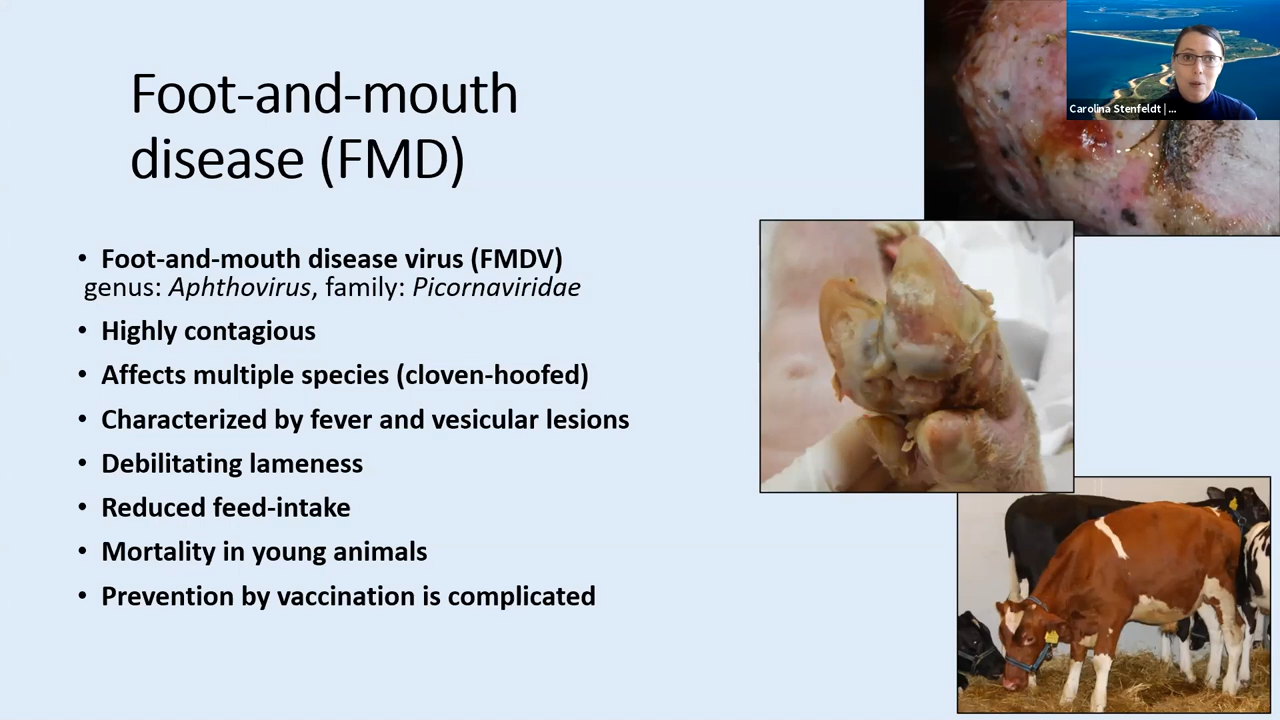 Foot-and-mouth
disease (FMD)
• Foot-and-mouth disease virus (FMDV)
genus: Aphthovirus, family: Picornaviridae
• Highly contagious
• Affects multiple species (cloven-hoofed)
• Characterized by fever and vesicular lesions
• Debilitating lameness
• Reduced feed-intake
• Mortality in young animals
• Prevention by vaccination is complicated
Carolina Stenfeldt | ...